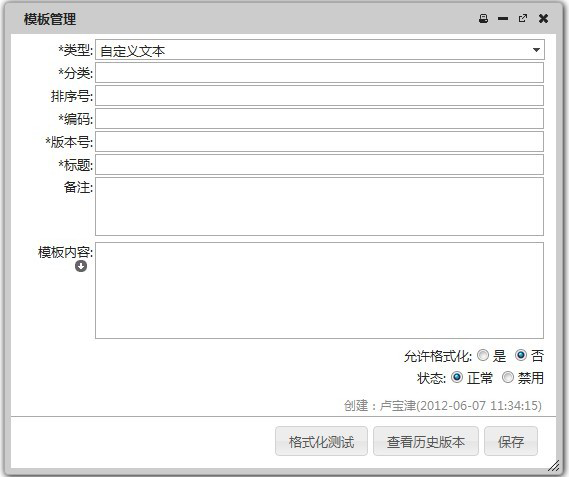 模板管理
*类型: 自定义文本
*分类:
排序号:
*编码:
*版本号:
*标题:
备注:
模板内容:
允许格式化: 是 否
状态: 正常 禁用
创建：卢宝津(2012-06-07 11:34:15)
格式化测试 查看历史版本 保存